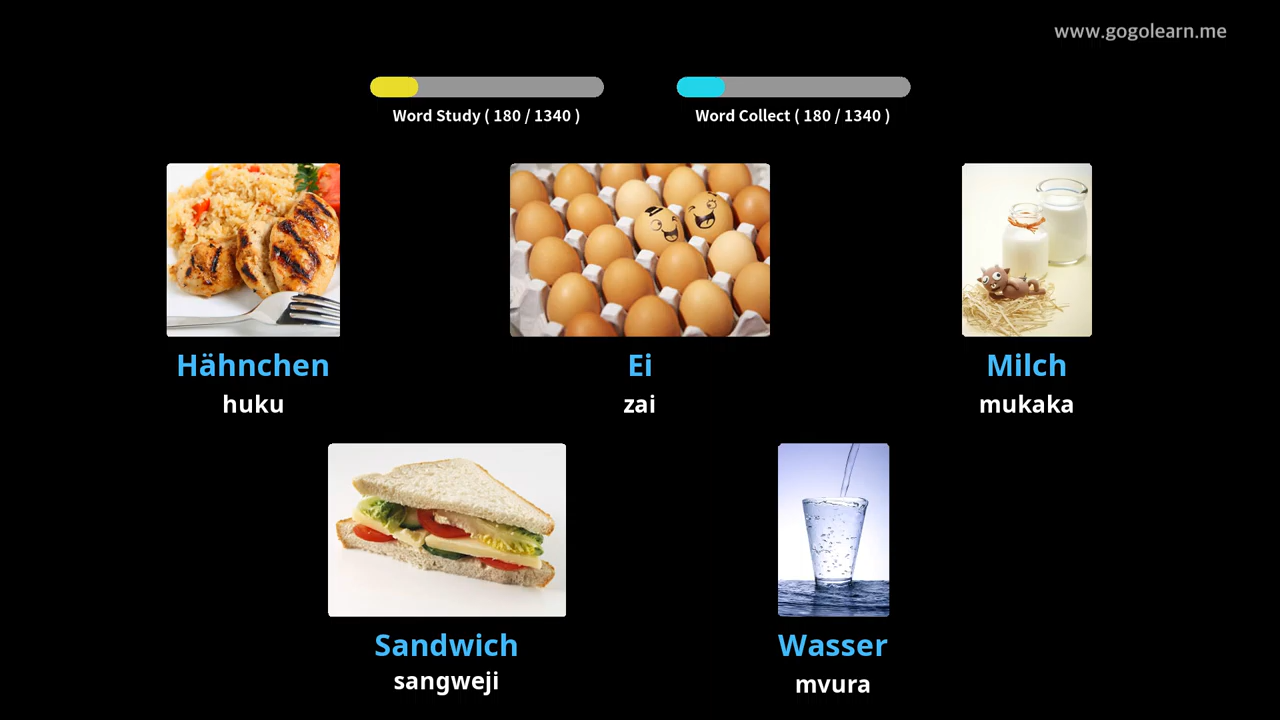 www.gogolearn.me
Word Study ( 180 / 1340 )
Word Collect ( 180 / 1340 )
Hähnchen
huku
Ei
zai
Milch
mukaka
Sandwich
sangweji
Wasser
mvura